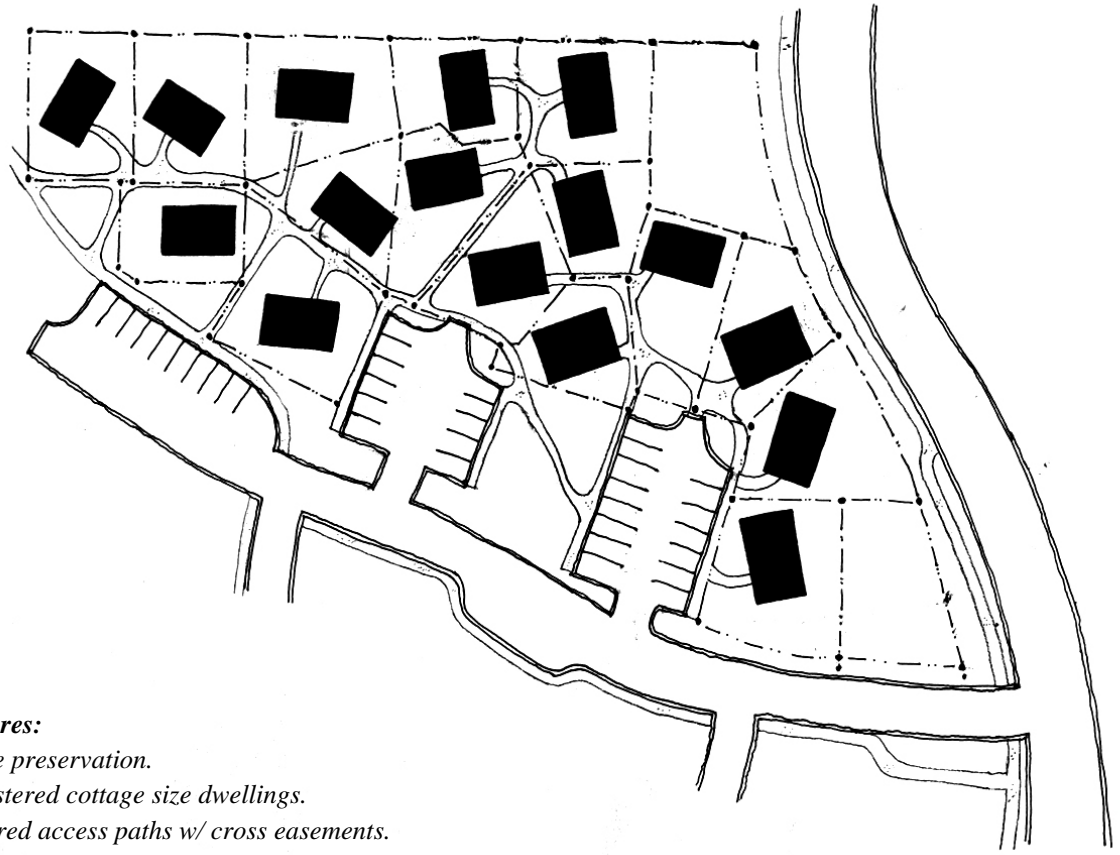 res:
e preservation.
stered cottage size dwellings.
red access paths w/ cross easements.